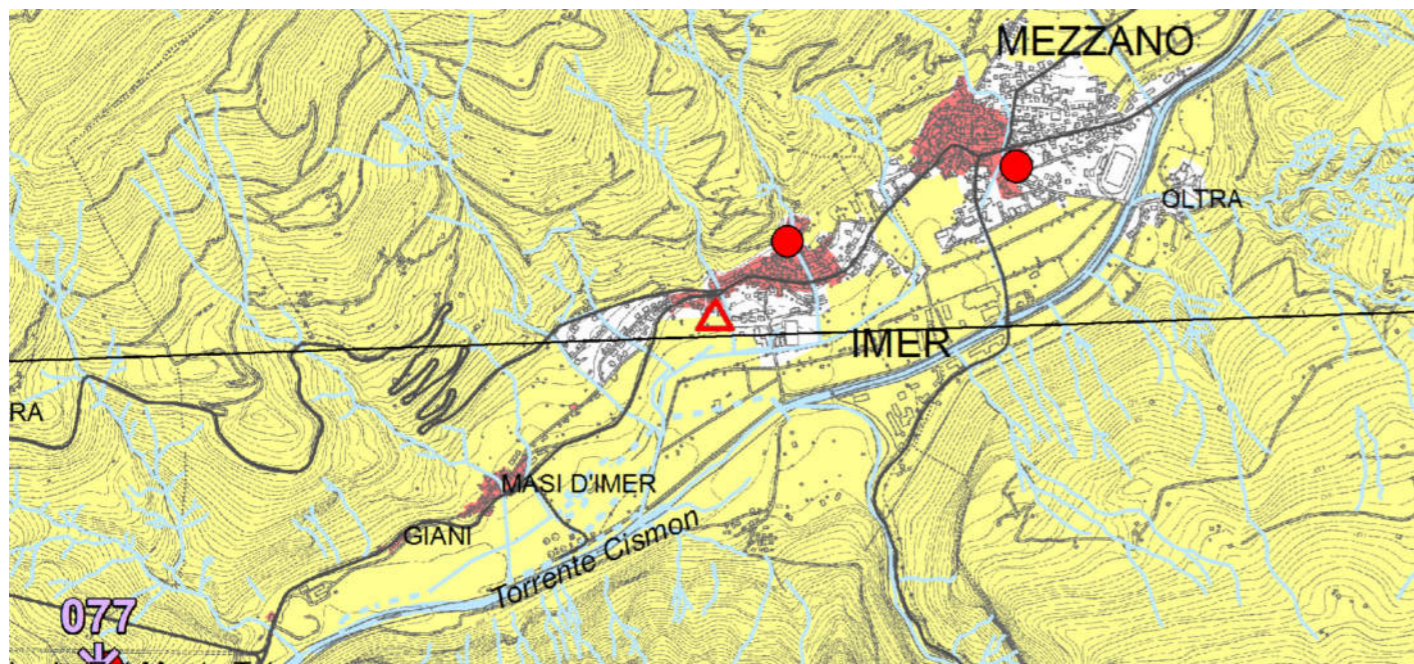 MEZZANO
OLTRA
IMER
RA
MASI D'IMER
GIANI
Torrente Cismon
077